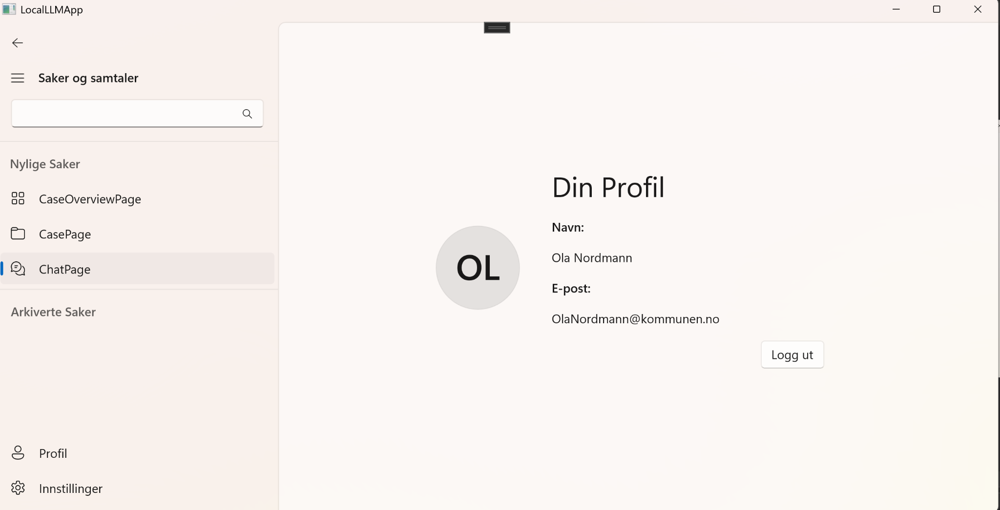 LocalLLMApp
Saker og samtaler
Nylige Saker
CaseOverviewPage
CasePage
ChatPage
Arkiverte Saker
Profil
Innstillinger
Din Profil
OL
Navn:
Ola Nordmann
E-post:
OlaNordmann@kommunen.no
Logg ut